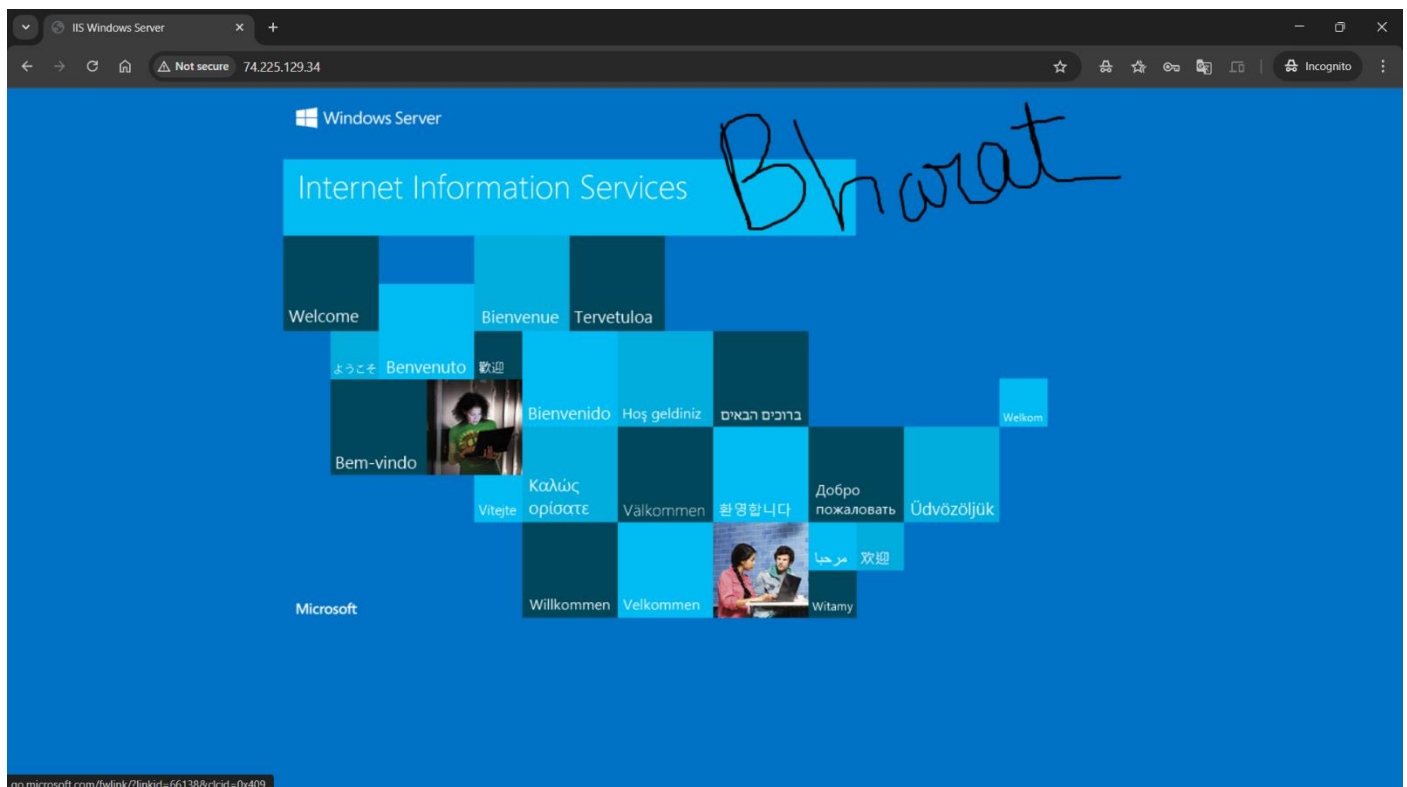 IIS Windows Server
Not secure 74.225.129.34
Incognito
Windows Server
Bharat
Internet Information Services
Welcome
Bienvenue
Tervetuloa
ようこそ
Benvenuto
歡迎
Bienvenido
Hoş geldiniz
ברוכים הבאים
Welkom
Bem-vindo
Vítejte
Καλώς
ορίσατε
Välkommen
환영합니다
Добро
пожаловать
Üdvözöljük
مرحبا
欢迎
Willkommen
Velkommen
Witamy
Microsoft
go.microsoft.com/fwlink/?linkid=66138&clcid=0x409